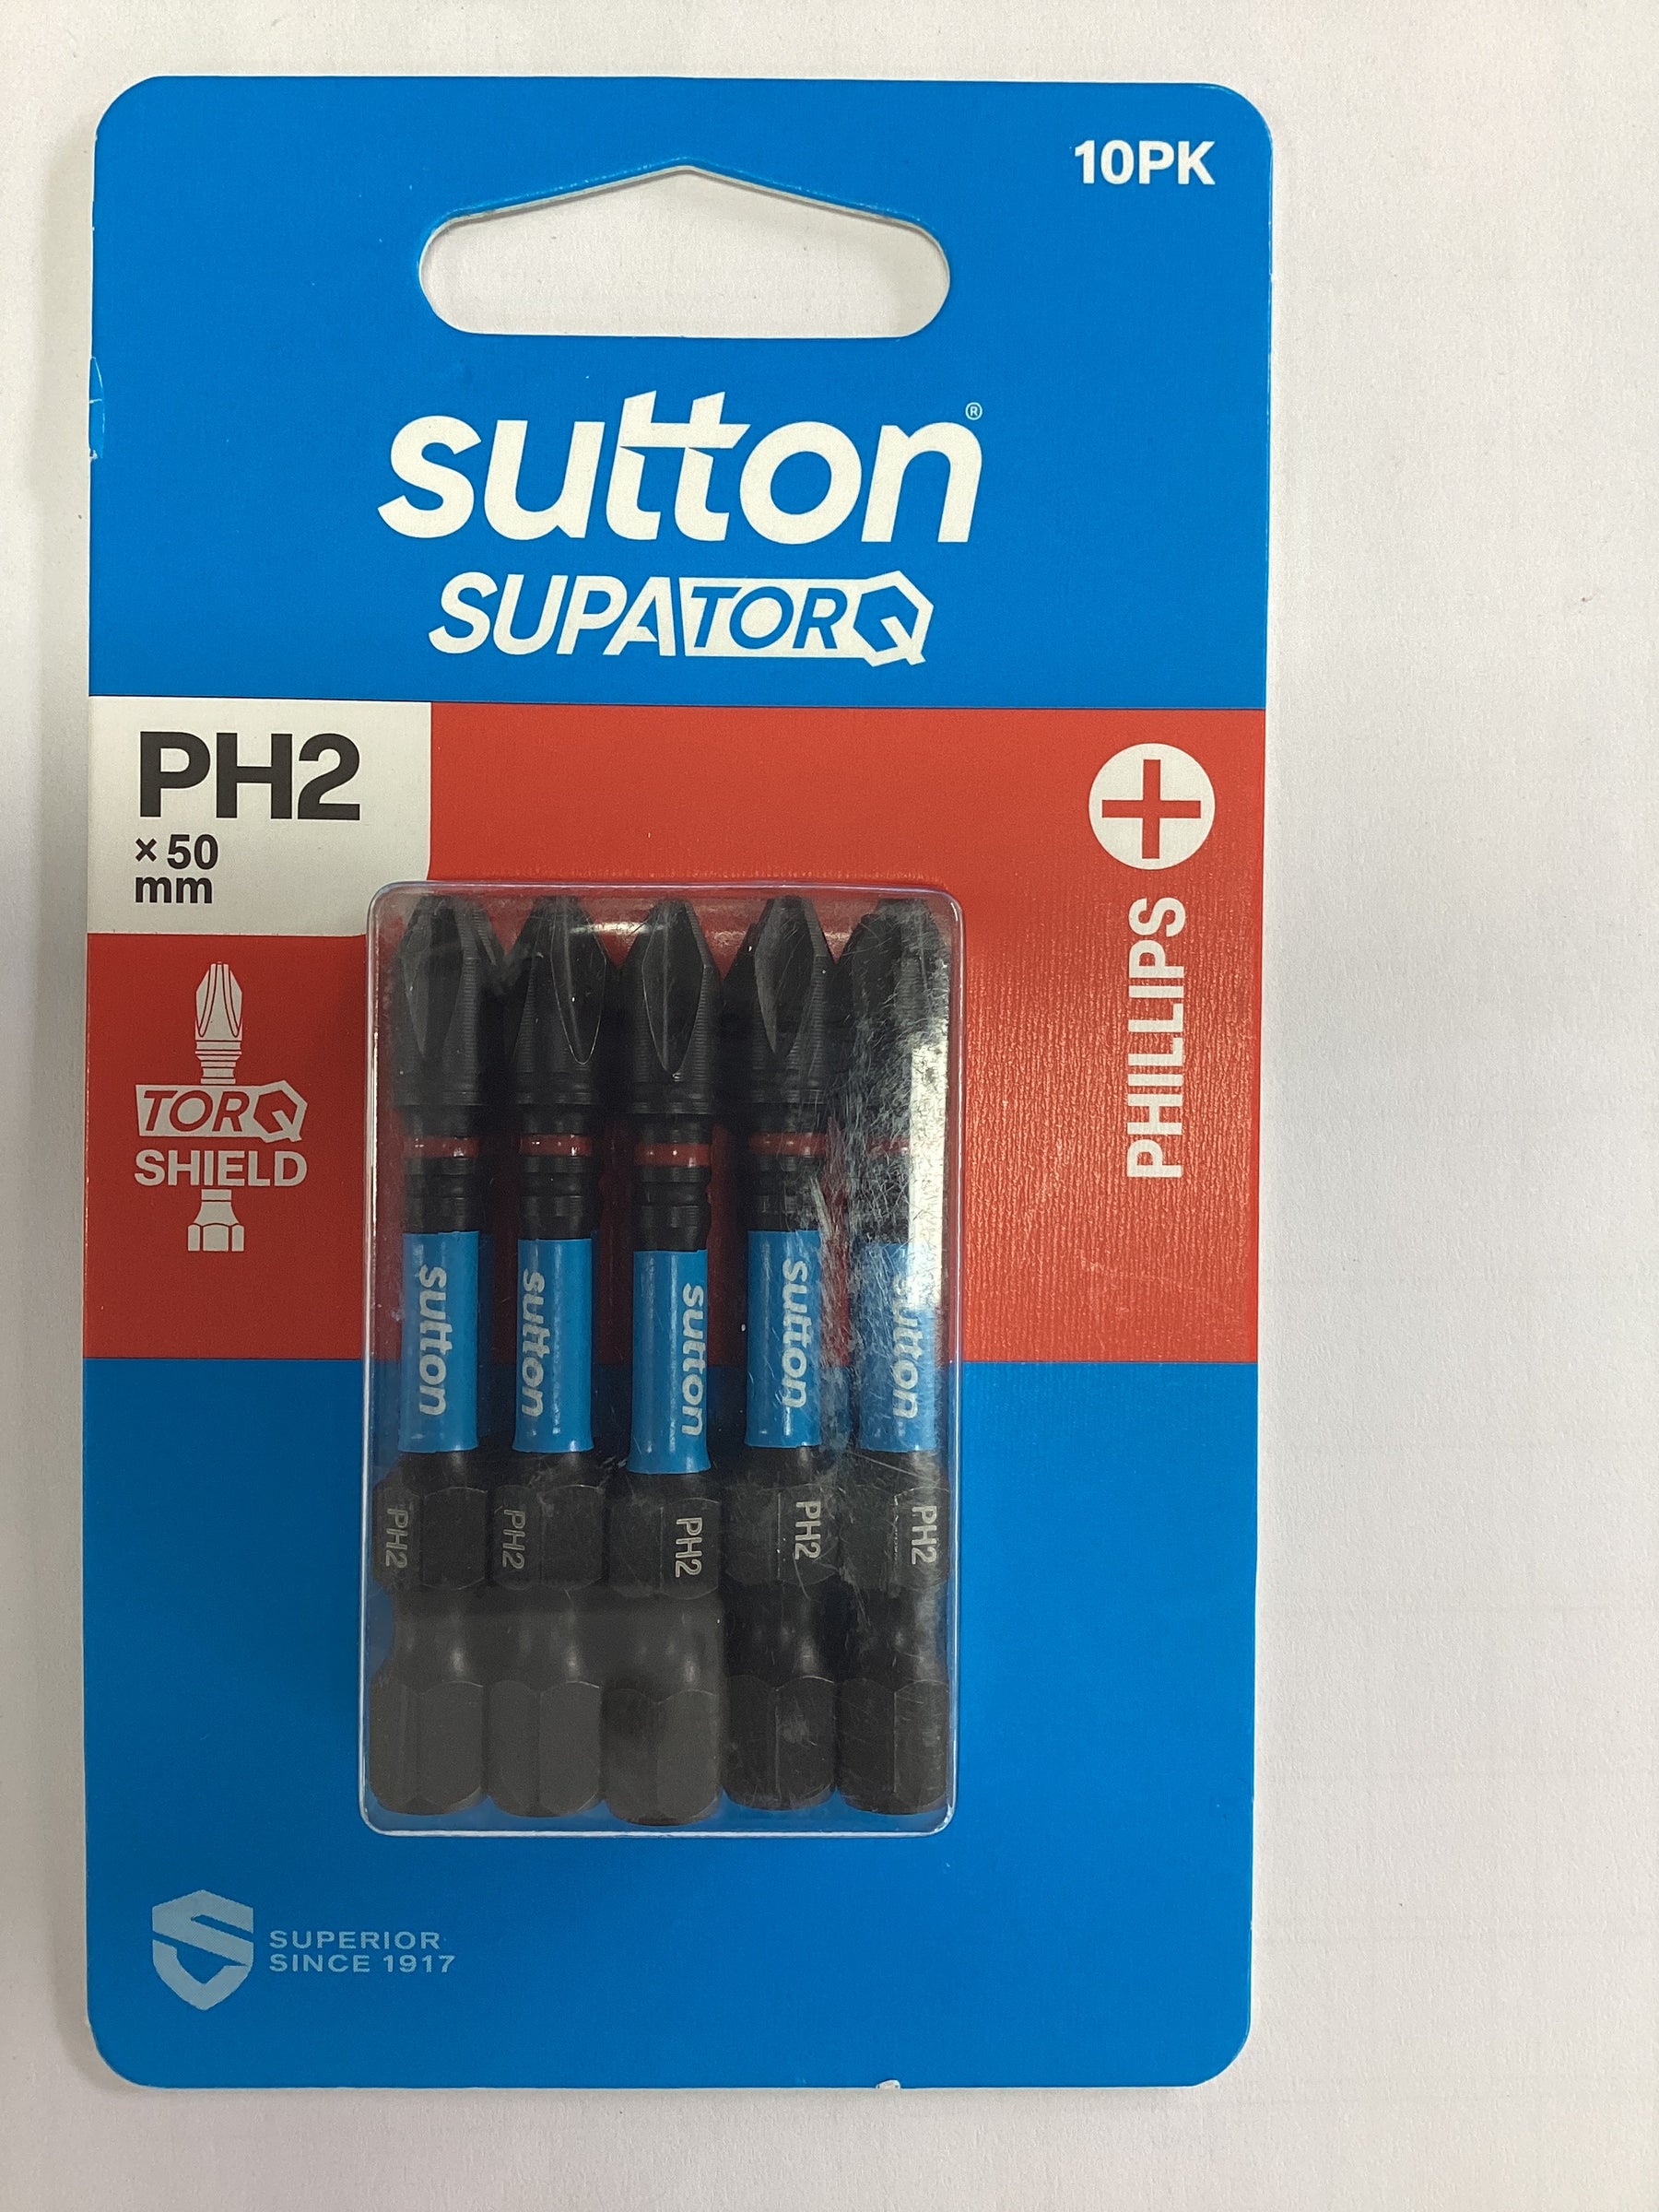 10PK
sutton®
SUPATORQ
PH2
× 50
mm
PHILLIPS
TORQ
SHIELD
sutton
sutton
sutton
sutton
sutton
PH2
PH2
PH2
PH2
PH2
SUPERIOR
SINCE 1917